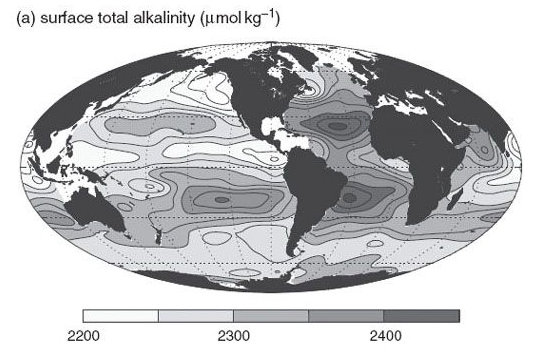 (a) surface total alkalinity (μmol kg⁻¹)
2200 2300 2400